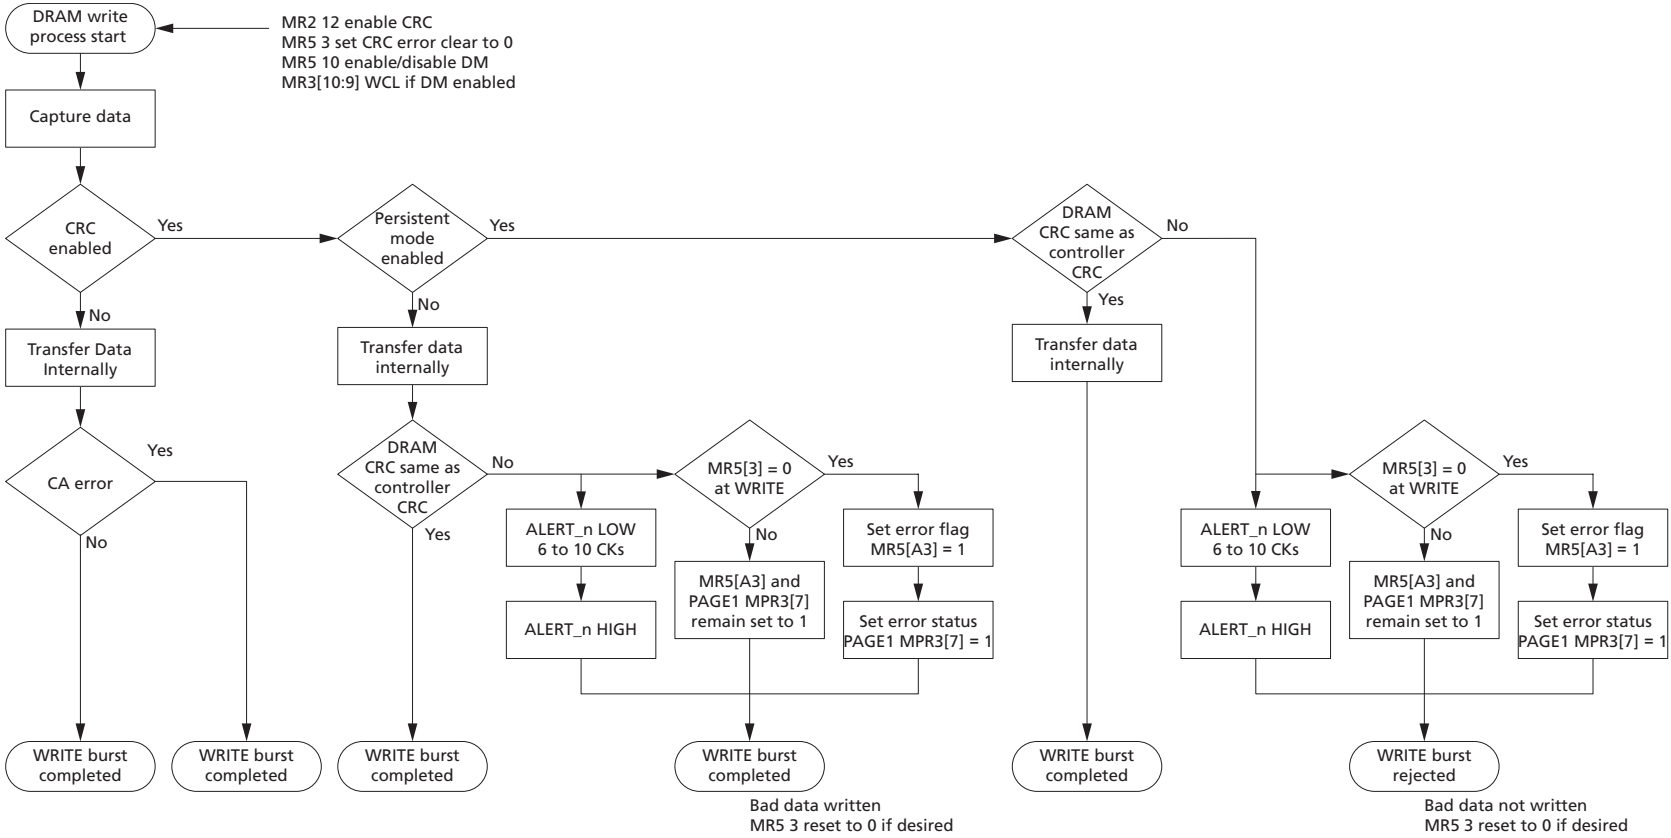 DRAM write
process start
MR2 12 enable CRC
MR5 3 set CRC error clear to 0
MR5 10 enable/disable DM
MR3[10:9] WCL if DM enabled
Capture data
CRC
enabled
Yes
Persistent
mode
enabled
Yes
DRAM
CRC same as
controller
CRC
No
No
No
Yes
Transfer Data
Internally
Transfer data
internally
Transfer data
internally
CA error
Yes
No
DRAM
CRC same as
controller
CRC
No
Yes
MR5[3] = 0
at WRITE
Yes
No
ALERT_n LOW
6 to 10 CKs
Set error flag
MR5[A3] = 1
ALERT_n HIGH
MR5[A3] and
PAGE1 MPR3[7]
remain set to 1
Set error status
PAGE1 MPR3[7] = 1
MR5[3] = 0
at WRITE
Yes
No
ALERT_n LOW
6 to 10 CKs
Set error flag
MR5[A3] = 1
ALERT_n HIGH
MR5[A3] and
PAGE1 MPR3[7]
remain set to 1
Set error status
PAGE1 MPR3[7] = 1
WRITE burst
completed
WRITE burst
completed
WRITE burst
completed
WRITE burst
completed
Bad data written
MR5 3 reset to 0 if desired
WRITE burst
completed
WRITE burst
rejected
Bad data not written
MR5 3 reset to 0 if desired